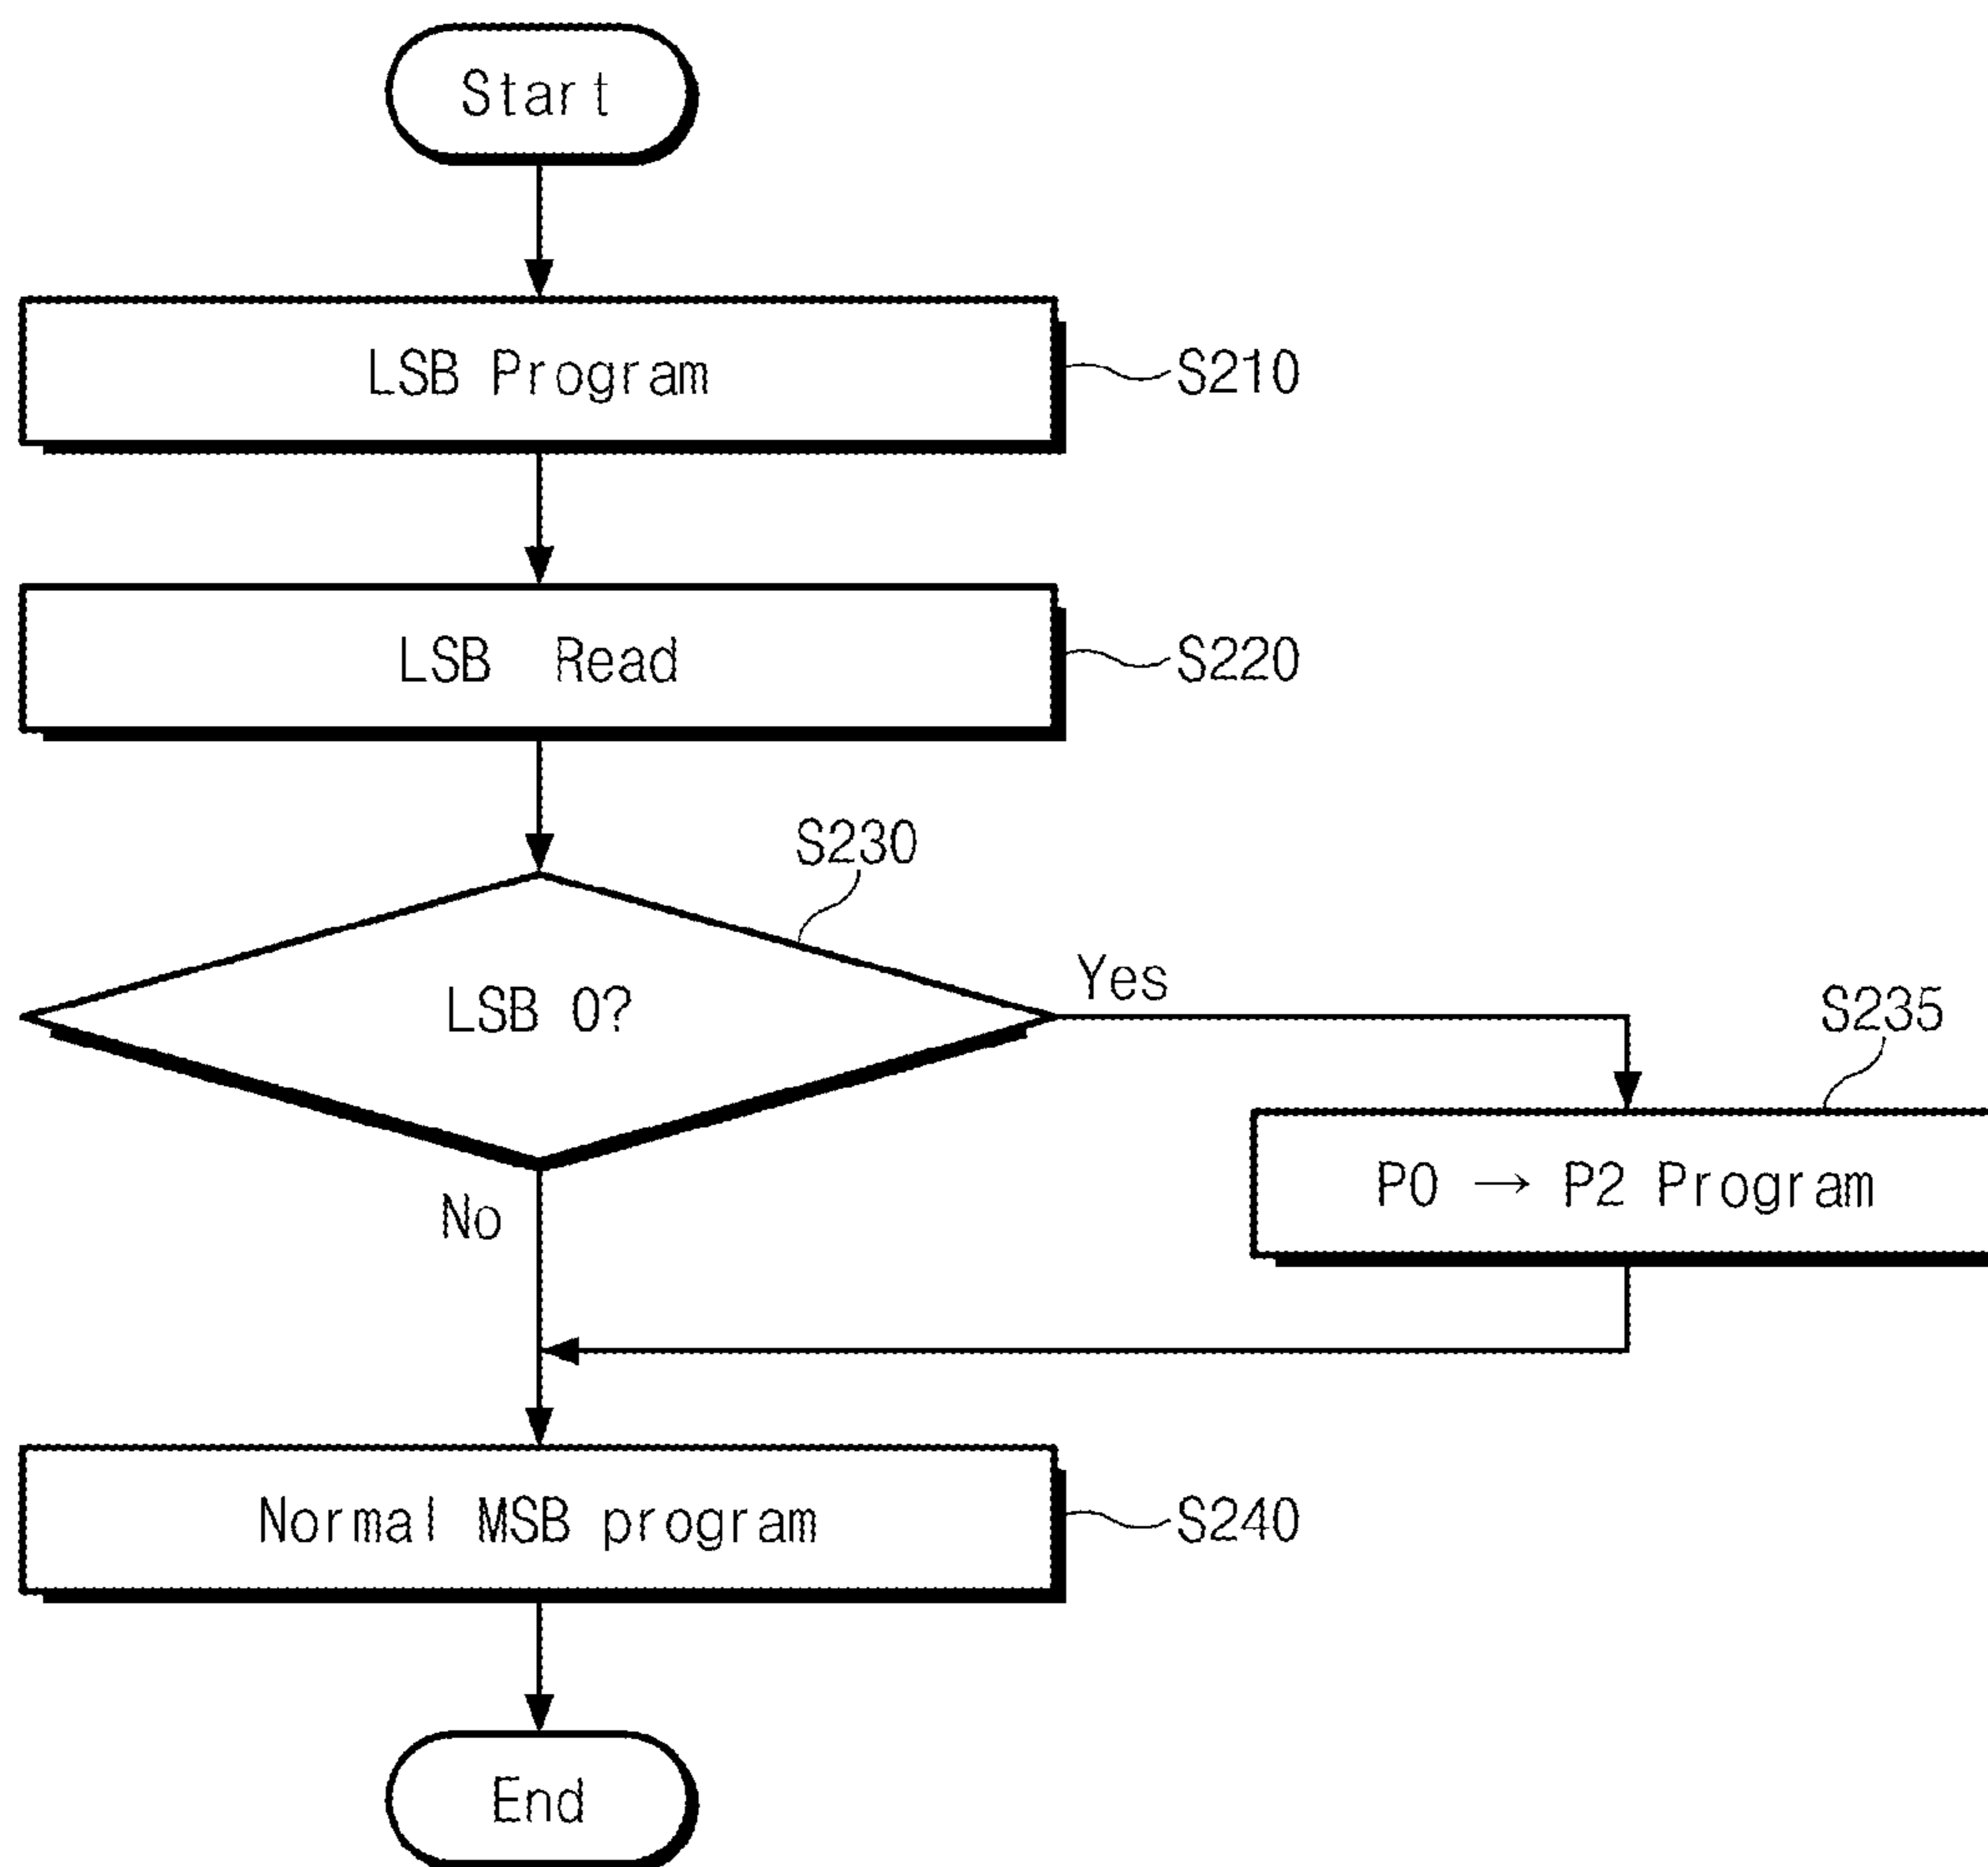 Start
LSB Program
S210
LSB Read
S220
S230
LSB 0?
Yes
S235
P0 → P2 Program
No
Normal MSB program
S240
End